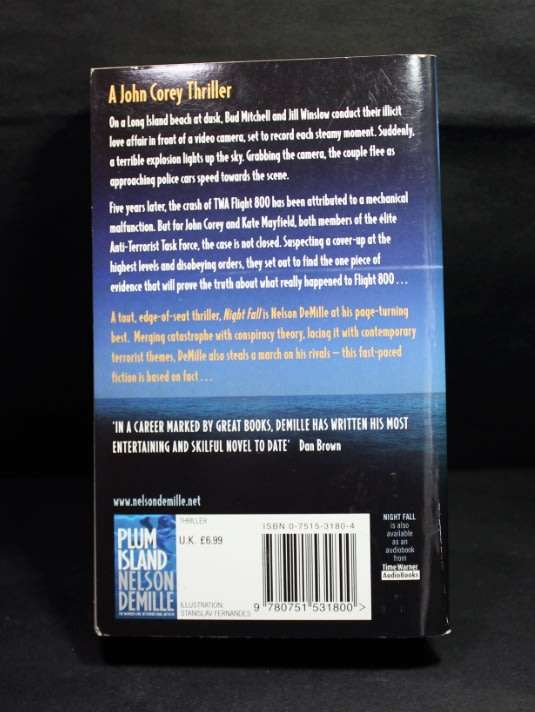 A John Corey Thriller
On a Long Island beach at dusk, Bud Mitchell and Jill Winslow conduct their illicit
love affair in front of a video camera, set to record each steamy moment. Suddenly,
a terrible explosion lights up the sky. Grabbing the camera, the couple flee as
approaching police cars speed towards the scene.
Five years later, the crash of TWA Flight 800 has been attributed to a mechanical
malfunction. But for John Corey and Kate Mayfield, both members of the élite
Anti-Terrorist Task Force, the case is not closed. Suspecting a cover-up at the
highest levels and disobeying orders, they set out to find the one piece of
evidence that will prove the truth about what really happened to Flight 800 ...
A taut, edge-of-seat thriller, Night Fall is Nelson DeMille at his page-turning
best. Merging catastrophe with conspiracy theory, lacing it with contemporary
terrorist themes, DeMille also steals a march on his rivals – this fast-paced
fiction is based on fact ...
'IN A CAREER MARKED BY GREAT BOOKS, DEMILLE HAS WRITTEN HIS MOST
ENTERTAINING AND SKILFUL NOVEL TO DATE' Dan Brown
www.nelsondemille.net
PLUM
ISLAND
NELSON
DEMILLE
THRILLER
U.K. £6.99
ILLUSTRATION:
STANISLAV FERNANDES
ISBN 0-7515-3180-4
9 780751 531800 >
NIGHT FALL
is also
available
as an
audiobook
from
Time Warner
AudioBooks